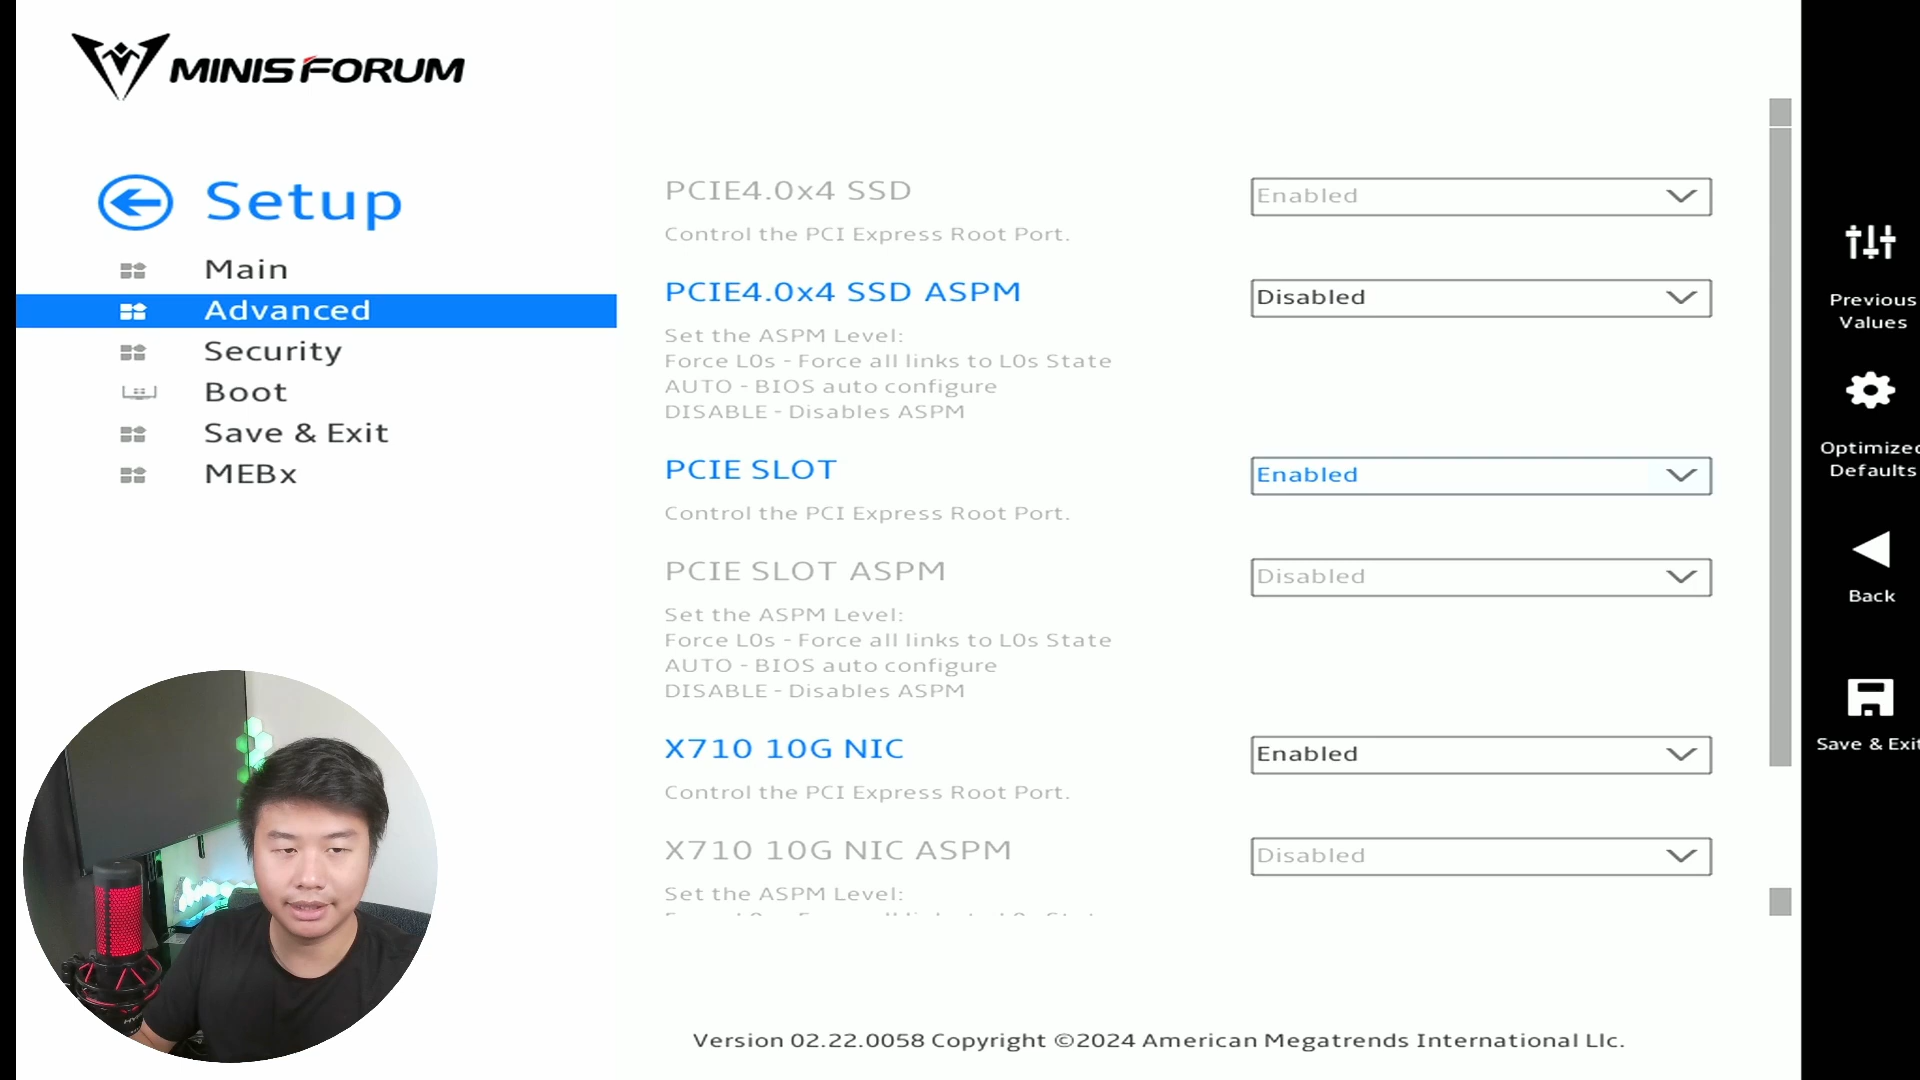 MINISFORUM
Setup
Main
Advanced
Security
Boot
Save & Exit
MEBx
PCIE4.0x4 SSD
Enabled
Control the PCI Express Root Port.
PCIE4.0x4 SSD ASPM
Disabled
Set the ASPM Level:
Force L0s - Force all links to L0s State
AUTO - BIOS auto configure
DISABLE - Disables ASPM
PCIE SLOT
Enabled
Control the PCI Express Root Port.
PCIE SLOT ASPM
Disabled
Set the ASPM Level:
Force L0s - Force all links to L0s State
AUTO - BIOS auto configure
DISABLE - Disables ASPM
X710 10G NIC
Enabled
Control the PCI Express Root Port.
X710 10G NIC ASPM
Disabled
Set the ASPM Level:
Previous
Values
Optimized
Defaults
Back
Save & Exit
Version 02.22.0058 Copyright ©2024 American Megatrends International Llc.